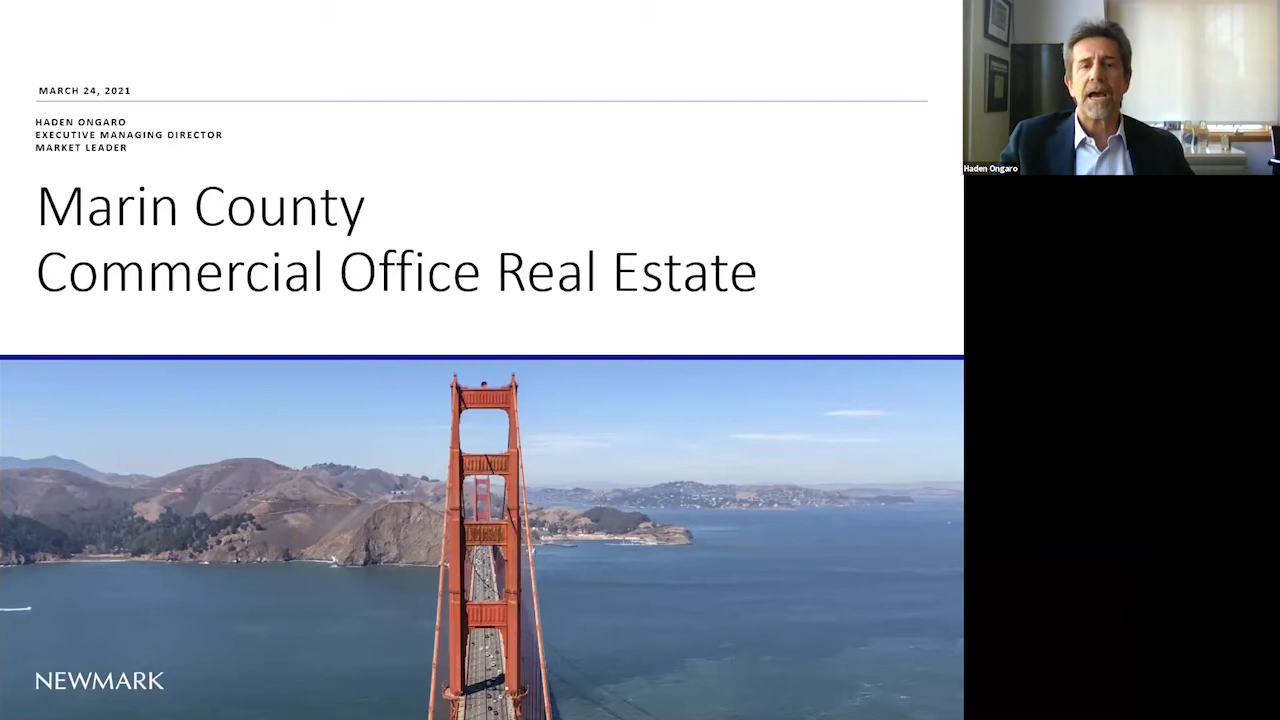 MARCH 24, 2021
HADEN ONGARO
EXECUTIVE MANAGING DIRECTOR
MARKET LEADER
Marin County
Commercial Office Real Estate
NEWMARK
Haden Ongaro